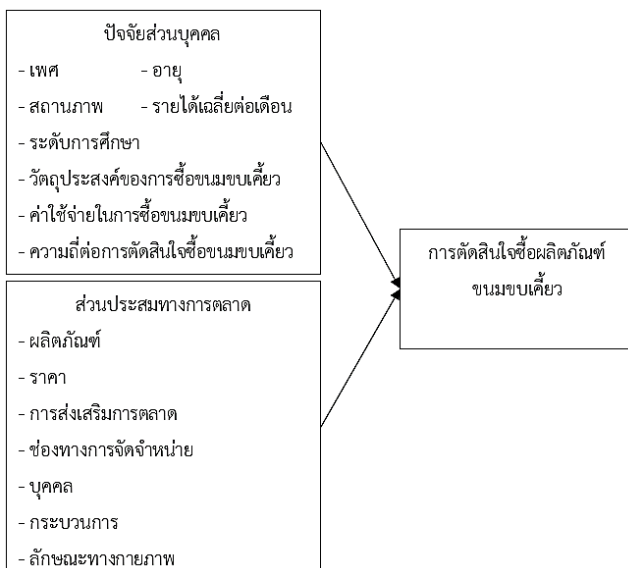 ปัจจัยส่วนบุคคล
- เพศ - อายุ
- สถานภาพ - รายได้เฉลี่ยต่อเดือน
- ระดับการศึกษา
- วัตถุประสงค์ของการซื้อขนมขบเคี้ยว
- ค่าใช้จ่ายในการซื้อขนมขบเคี้ยว
- ความถี่ต่อการตัดสินใจซื้อขนมขบเคี้ยว
ส่วนประสมทางการตลาด
- ผลิตภัณฑ์
- ราคา
- การส่งเสริมการตลาด
- ช่องทางการจัดจำหน่าย
- บุคคล
- กระบวนการ
- ลักษณะทางกายภาพ
การตัดสินใจซื้อผลิตภัณฑ์
ขนมขบเคี้ยว